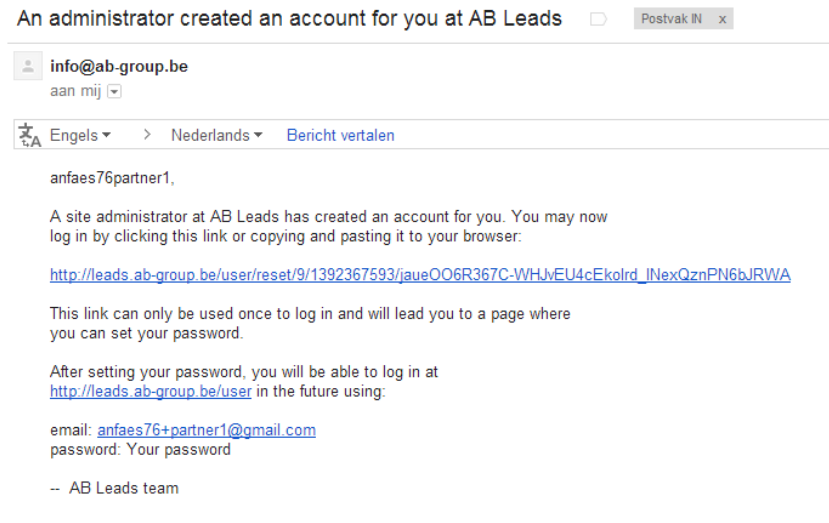 An administrator created an account for you at AB Leads
Postvak IN x
info@ab-group.be
aan mij
Engels > Nederlands Bericht vertalen
anfaes76partner1,
A site administrator at AB Leads has created an account for you. You may now
log in by clicking this link or copying and pasting it to your browser:
http://leads.ab-group.be/user/reset/9/1392367593/jaueOO6R367C-WHJvEU4cEkolrd_INexQznPN6bJRWA
This link can only be used once to log in and will lead you to a page where
you can set your password.
After setting your password, you will be able to log in at
http://leads.ab-group.be/user in the future using:
email: anfaes76+partner1@gmail.com
password: Your password
-- AB Leads team